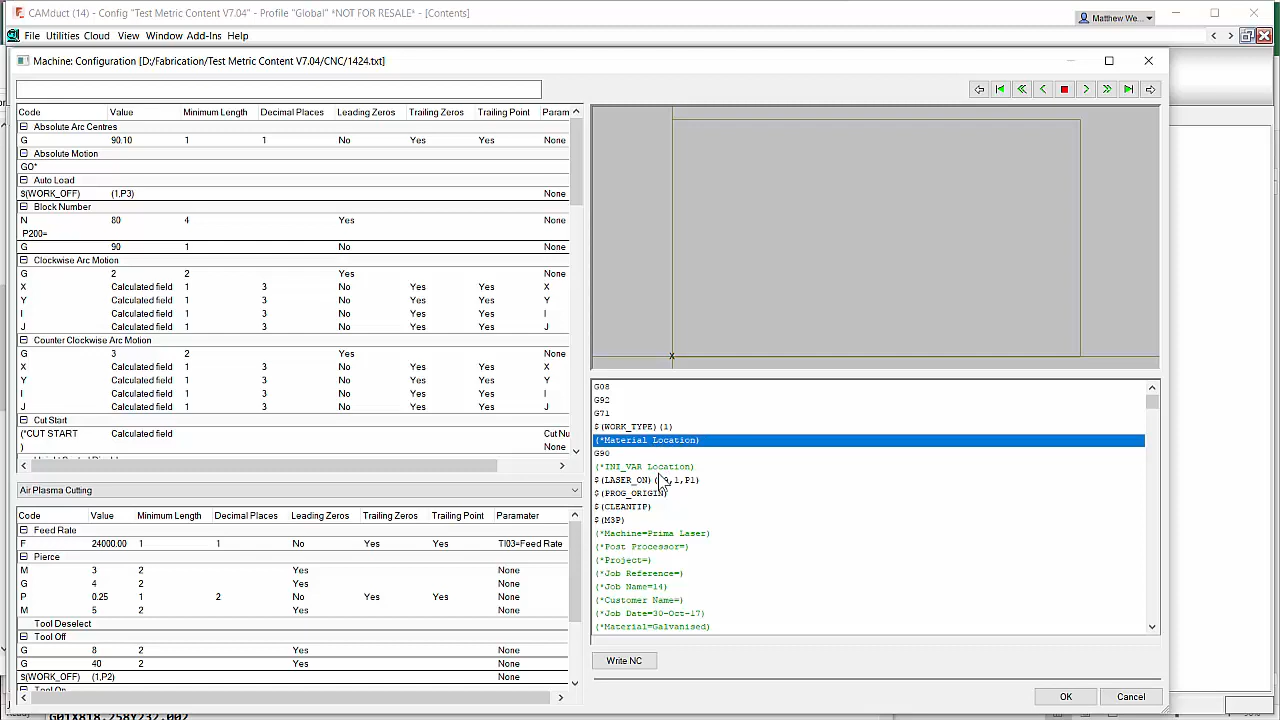 CAMduct (14) - Config "Test Metric Content V7.04" - Profile "Global" *NOT FOR RESALE* - [Contents]
Matthew We...
File Utilities Cloud View Window Add-Ins Help
Machine: Configuration [D:/Fabrication/Test Metric Content V7.04/CNC/1424.txt]
Code Value Minimum Length Decimal Places Leading Zeros Trailing Zeros Trailing Point Param
Absolute Arc Centres
G 90.10 1 1 No Yes Yes None
Absolute Motion
GO*
Auto Load
$(WORK_OFF) (1,P3) None
Block Number
N 80 4 Yes None
P200=
G 90 1 No None
Clockwise Arc Motion
G 2 2 Yes None
X Calculated field 1 3 No Yes Yes X
Y Calculated field 1 3 No Yes Yes Y
I Calculated field 1 3 No Yes Yes I
J Calculated field 1 3 No Yes Yes J
Counter Clockwise Arc Motion
G 3 2 Yes None
X Calculated field 1 3 No Yes Yes X
Y Calculated field 1 3 No Yes Yes Y
I Calculated field 1 3 No Yes Yes I
J Calculated field 1 3 No Yes Yes J
Cut Start
(*CUT START Calculated field Cut Nu
) None
Air Plasma Cutting
Code Value Minimum Length Decimal Places Leading Zeros Trailing Zeros Trailing Point Paramater
Feed Rate
F 24000.00 1 1 No Yes Yes TI03=Feed Rate
Pierce
M 3 2 Yes None
G 4 2 Yes None
P 0.25 1 2 No Yes Yes None
M 5 2 Yes None
Tool Deselect
Tool Off
G 8 2 Yes None
G 40 2 Yes None
$(WORK_OFF) (1,P2) None
Tool On
X
G08
G92
G71
$(WORK_TYPE)(1)
(*Material Location)
G90
(*INI_VAR Location)
$(LASER_ON)( ,1,P1)
$(PROG_ORIGIN)
$(CLEANTIP)
$(M3P)
(*Machine=Prima Laser)
(*Post Processor=)
(*Project=)
(*Job Reference=)
(*Job Name=14)
(*Customer Name=)
(*Job Date=30-Oct-17)
(*Material=Galvanised)
Write NC
OK Cancel
G01X818.258Y232.002